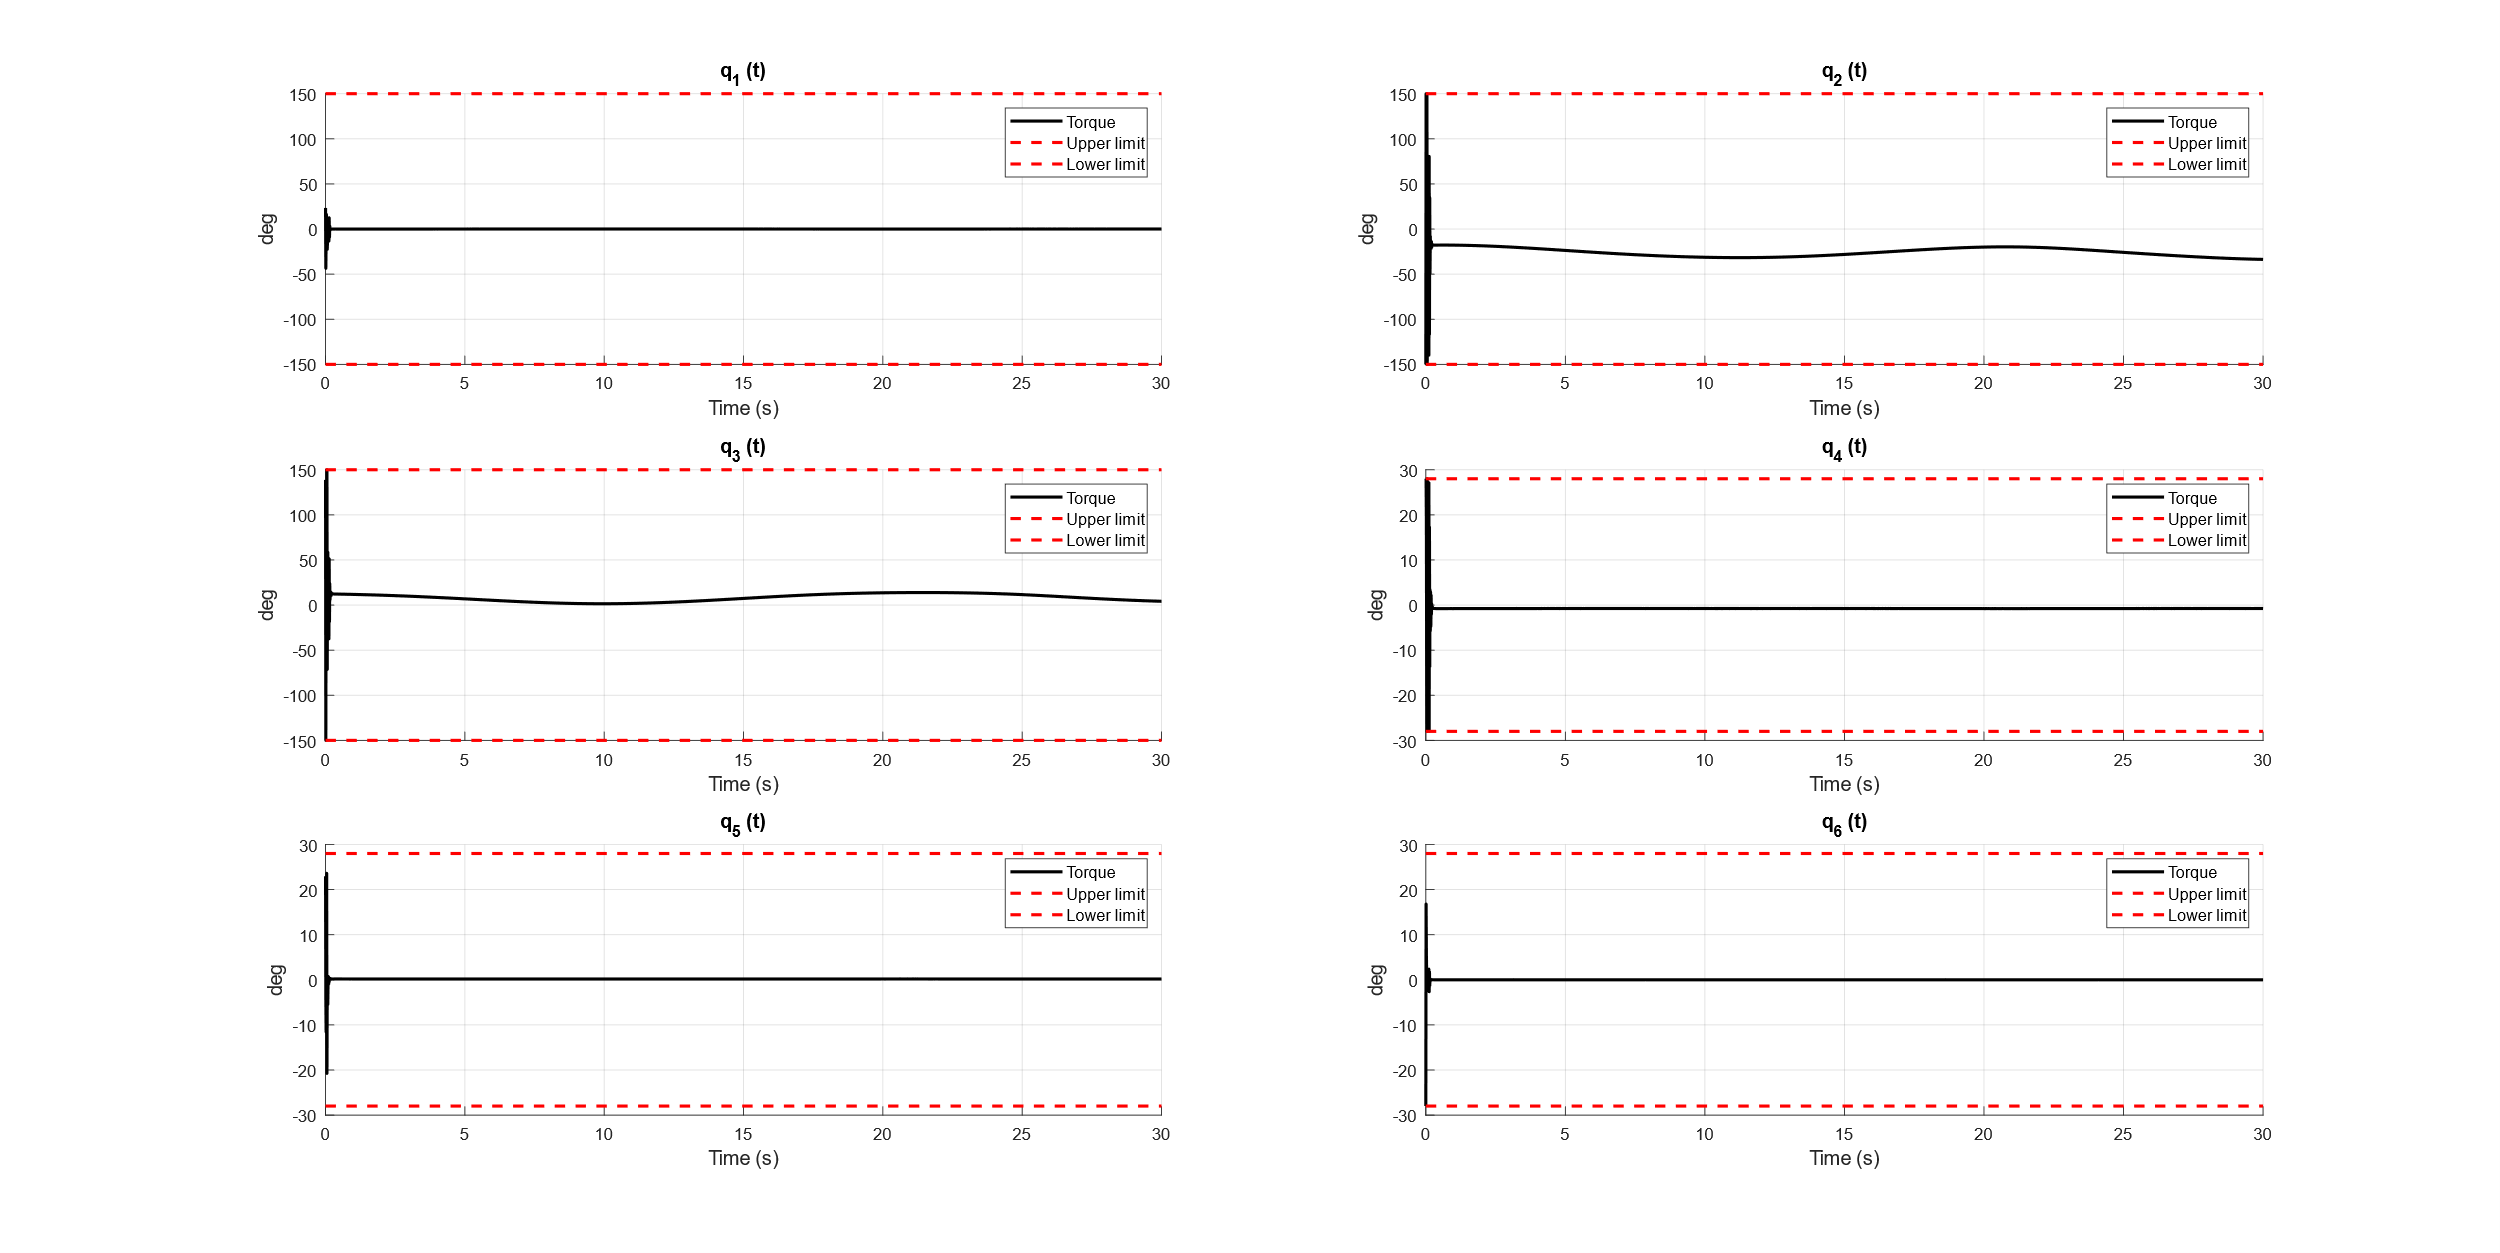 q1 (t)
150
100
50
0
-50
-100
-150
deg
Torque
Upper limit
Lower limit
0 5 10 15 20 25 30
Time (s)
q2 (t)
150
100
50
0
-50
-100
-150
deg
Torque
Upper limit
Lower limit
0 5 10 15 20 25 30
Time (s)
q3 (t)
150
100
50
0
-50
-100
-150
deg
Torque
Upper limit
Lower limit
0 5 10 15 20 25 30
Time (s)
q4 (t)
30
20
10
0
-10
-20
-30
deg
Torque
Upper limit
Lower limit
0 5 10 15 20 25 30
Time (s)
q5 (t)
30
20
10
0
-10
-20
-30
deg
Torque
Upper limit
Lower limit
0 5 10 15 20 25 30
Time (s)
q6 (t)
30
20
10
0
-10
-20
-30
deg
Torque
Upper limit
Lower limit
0 5 10 15 20 25 30
Time (s)